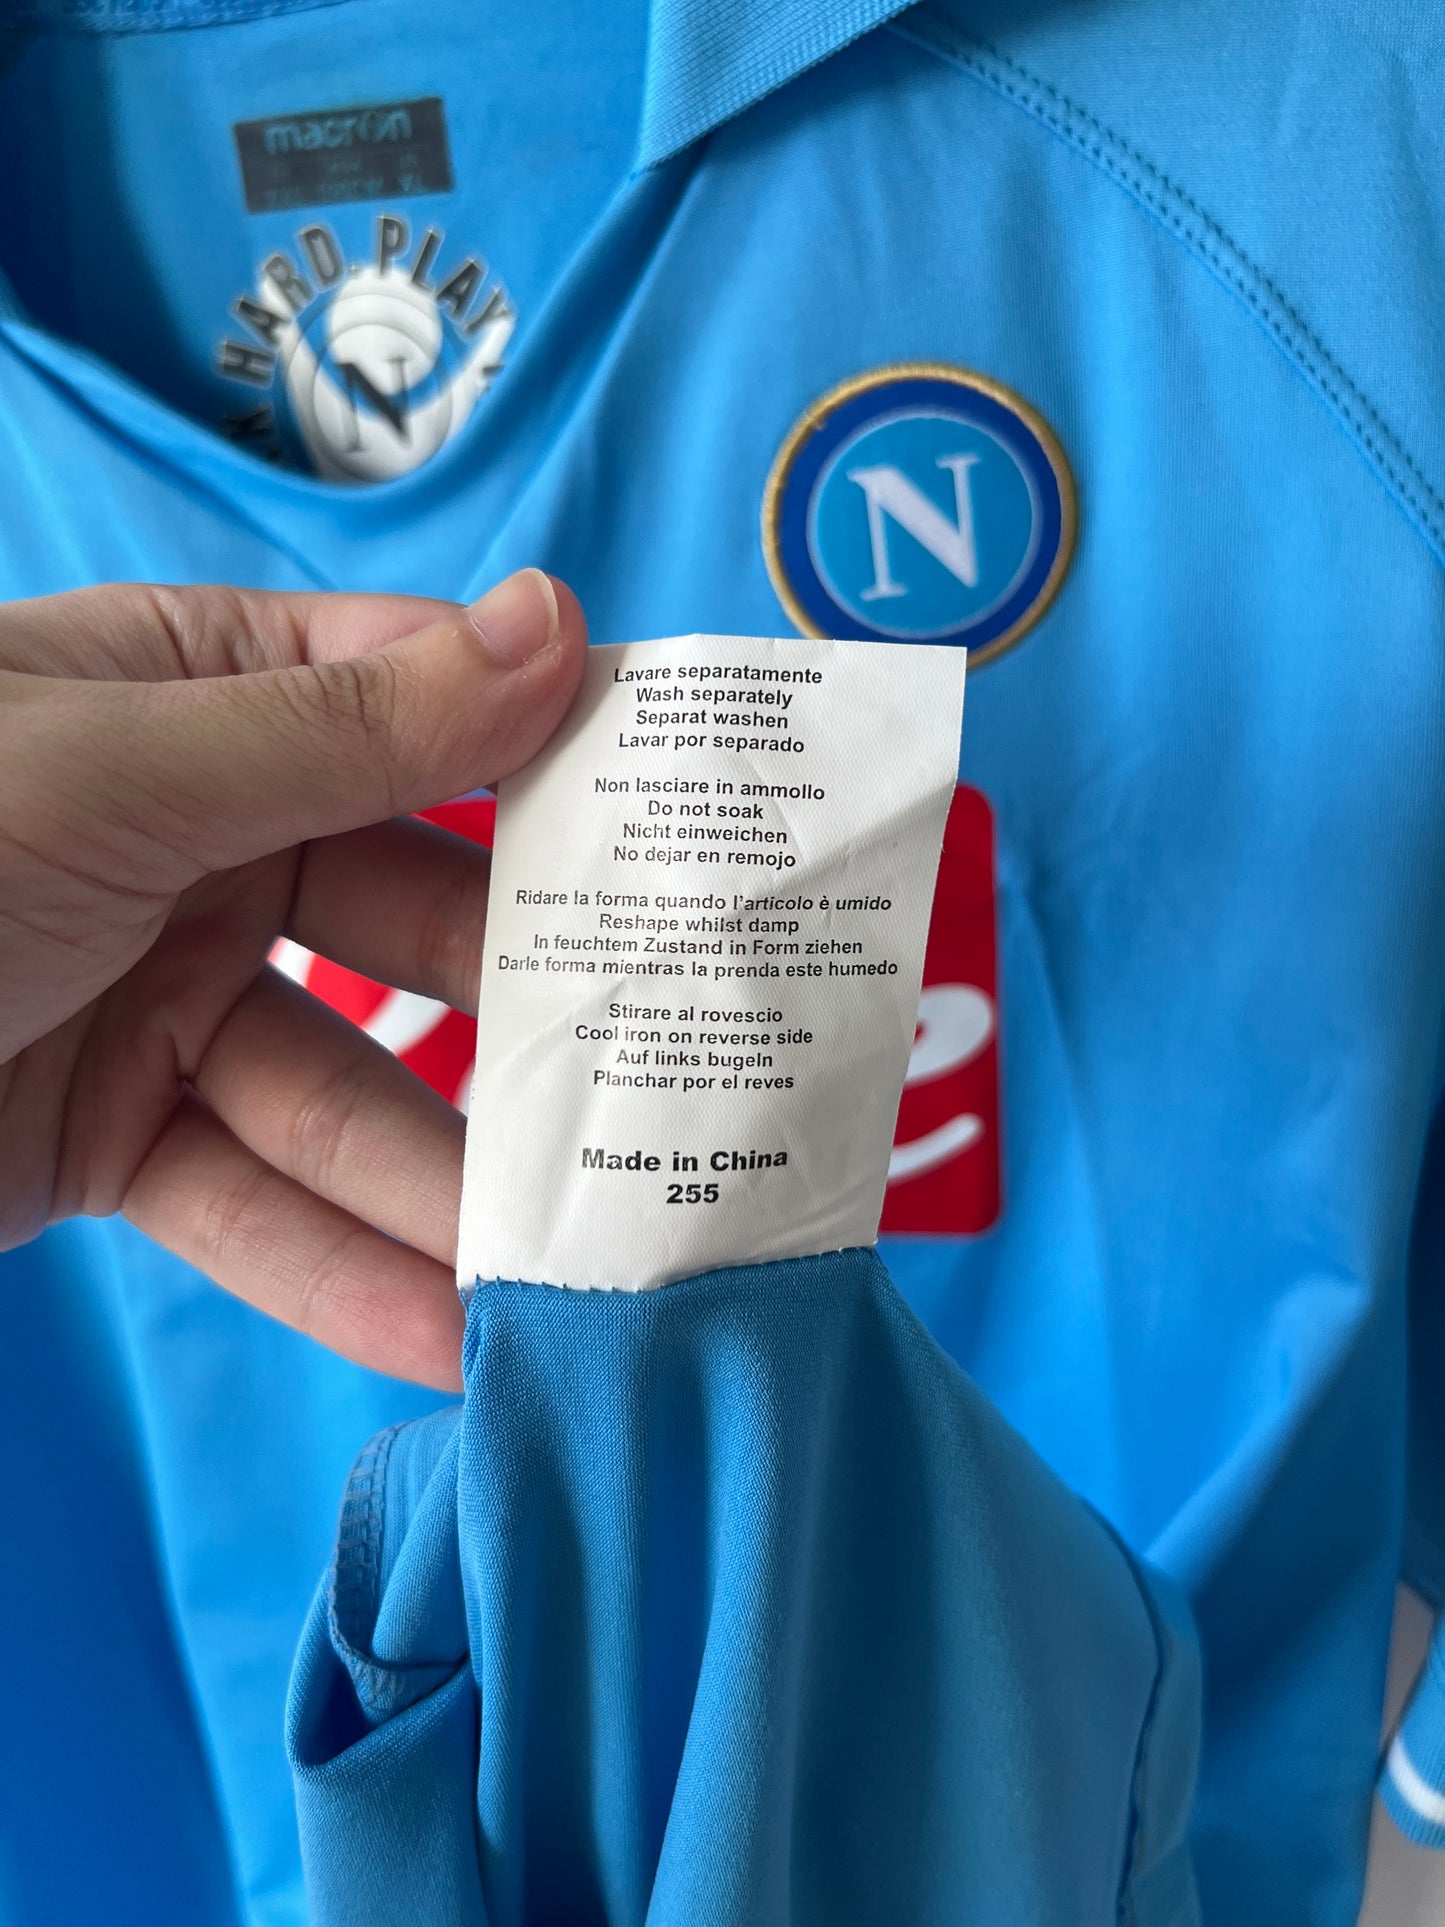 macron
HARD PLAY
N
N
Lavare separatamente
Wash separately
Separat washen
Lavar por separado
Non lasciare in ammollo
Do not soak
Nicht einweichen
No dejar en remojo
Ridare la forma quando l'articolo è umido
Reshape whilst damp
In feuchtem Zustand in Form ziehen
Darle forma mientras la prenda este humedo
Stirare al rovescio
Cool iron on reverse side
Auf links bugeln
Planchar por el reves
Made in China
255